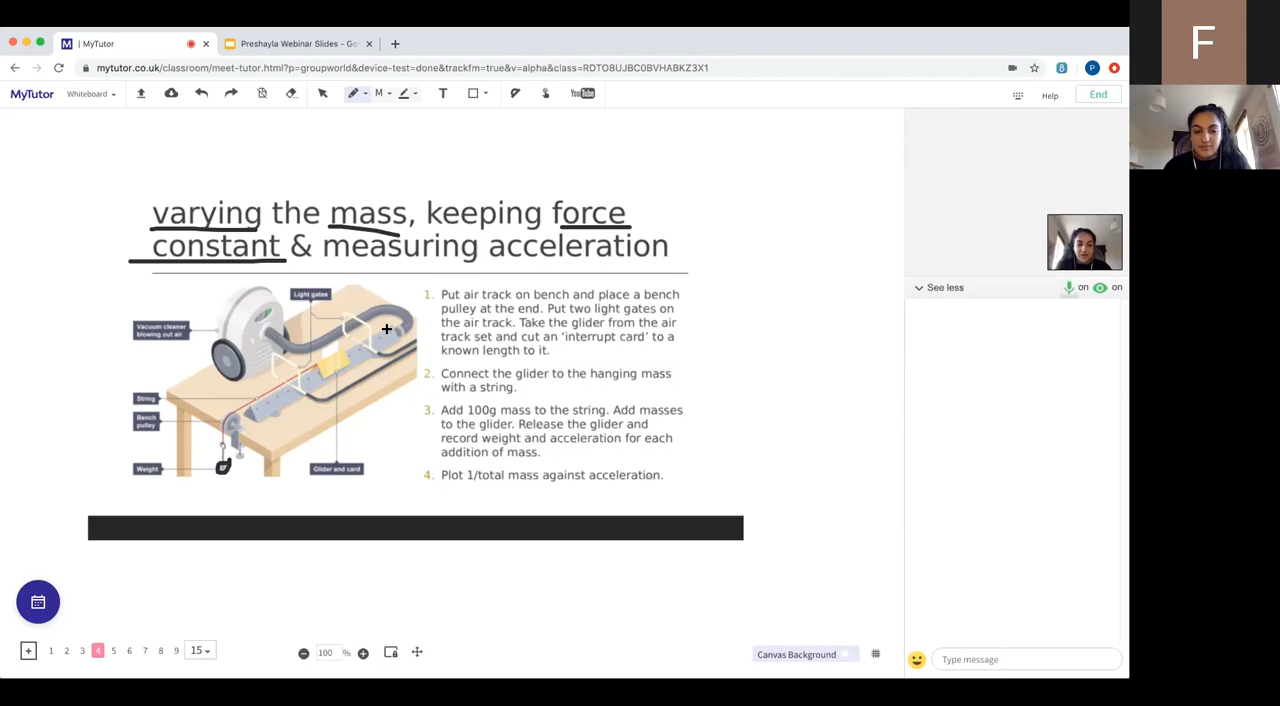 F
M | MyTutor
Preshayla Webinar Slides - Go
mytutor.co.uk/classroom/meet-tutor.html?p=groupworld&device-test=done&trackfm=true&v=alpha&class=RDTO8UJBC0BVHABKZ3X1
8
P
MyTutor
Whiteboard
M
T
YouTube
Help
End
varying the mass, keeping force
constant & measuring acceleration
Light gates
Vacuum cleaner
blowing out air
String
Bench
pulley
Weight
Glider and card
1. Put air track on bench and place a bench
pulley at the end. Put two light gates on
the air track. Take the glider from the air
track set and cut an ‘interrupt card’ to a
known length to it.
2. Connect the glider to the hanging mass
with a string.
3. Add 100g mass to the string. Add masses
to the glider. Release the glider and
record weight and acceleration for each
addition of mass.
4. Plot 1/total mass against acceleration.
See less
on
on
+ 1 2 3 4 5 6 7 8 9 15
100 %
Canvas Background
Type message